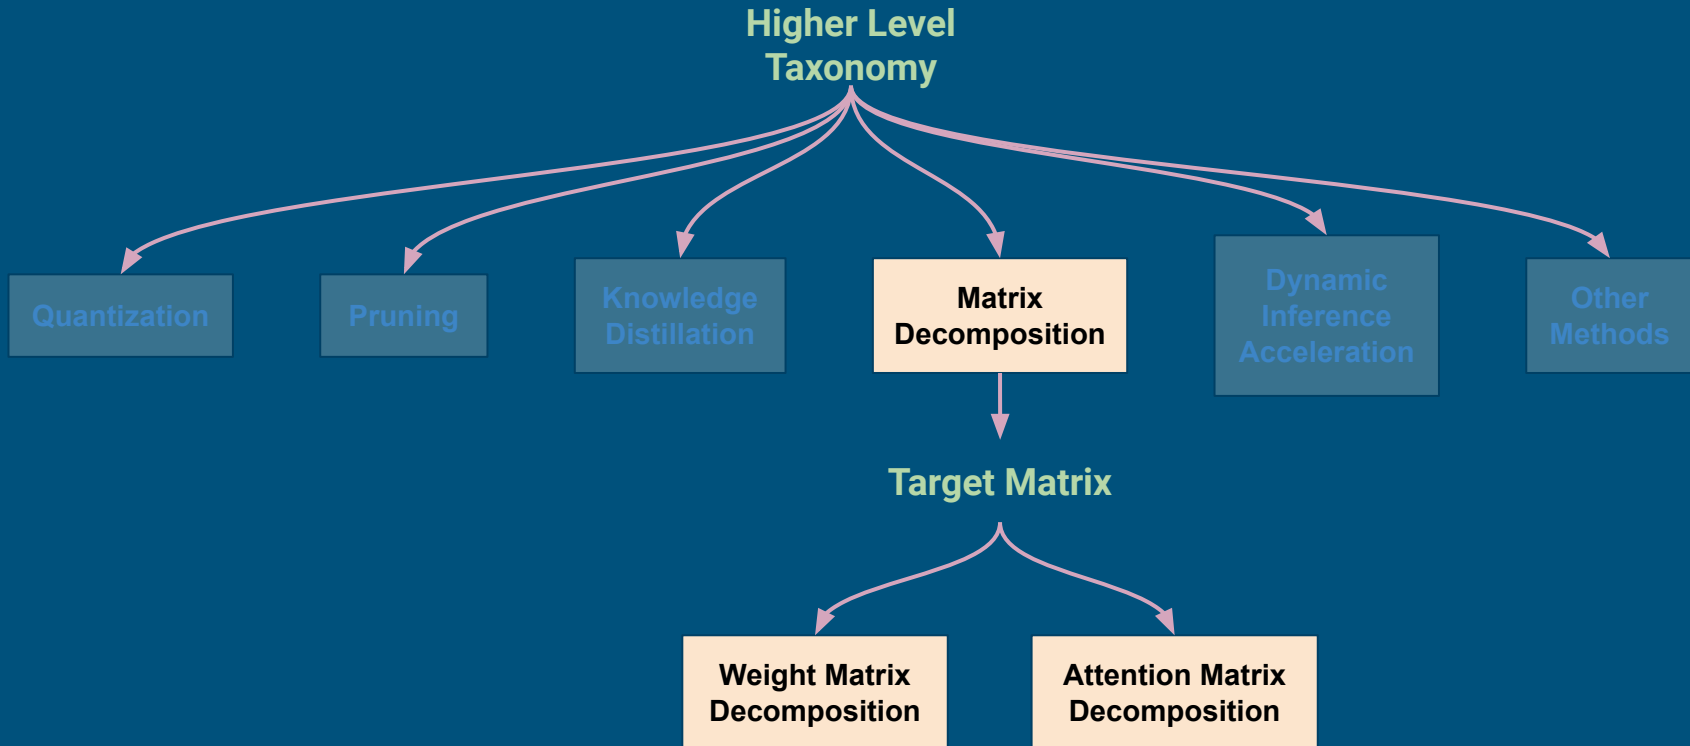 Higher Level
Taxonomy
Quantization
Pruning
Knowledge
Distillation
Matrix
Decomposition
Dynamic
Inference
Acceleration
Other
Methods
Target Matrix
Weight Matrix
Decomposition
Attention Matrix
Decomposition